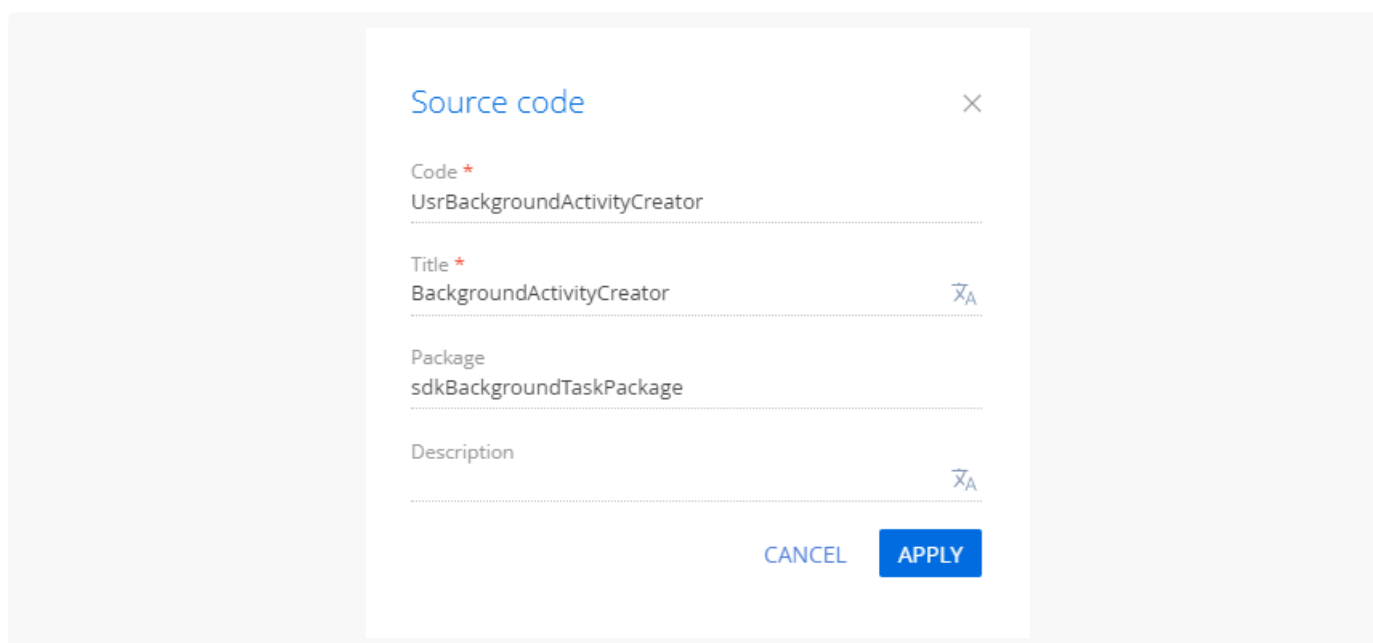 Source code
Code *
UsrBackgroundActivityCreator
Title *
BackgroundActivityCreator
Package
sdkBackgroundTaskPackage
Description
CANCEL APPLY